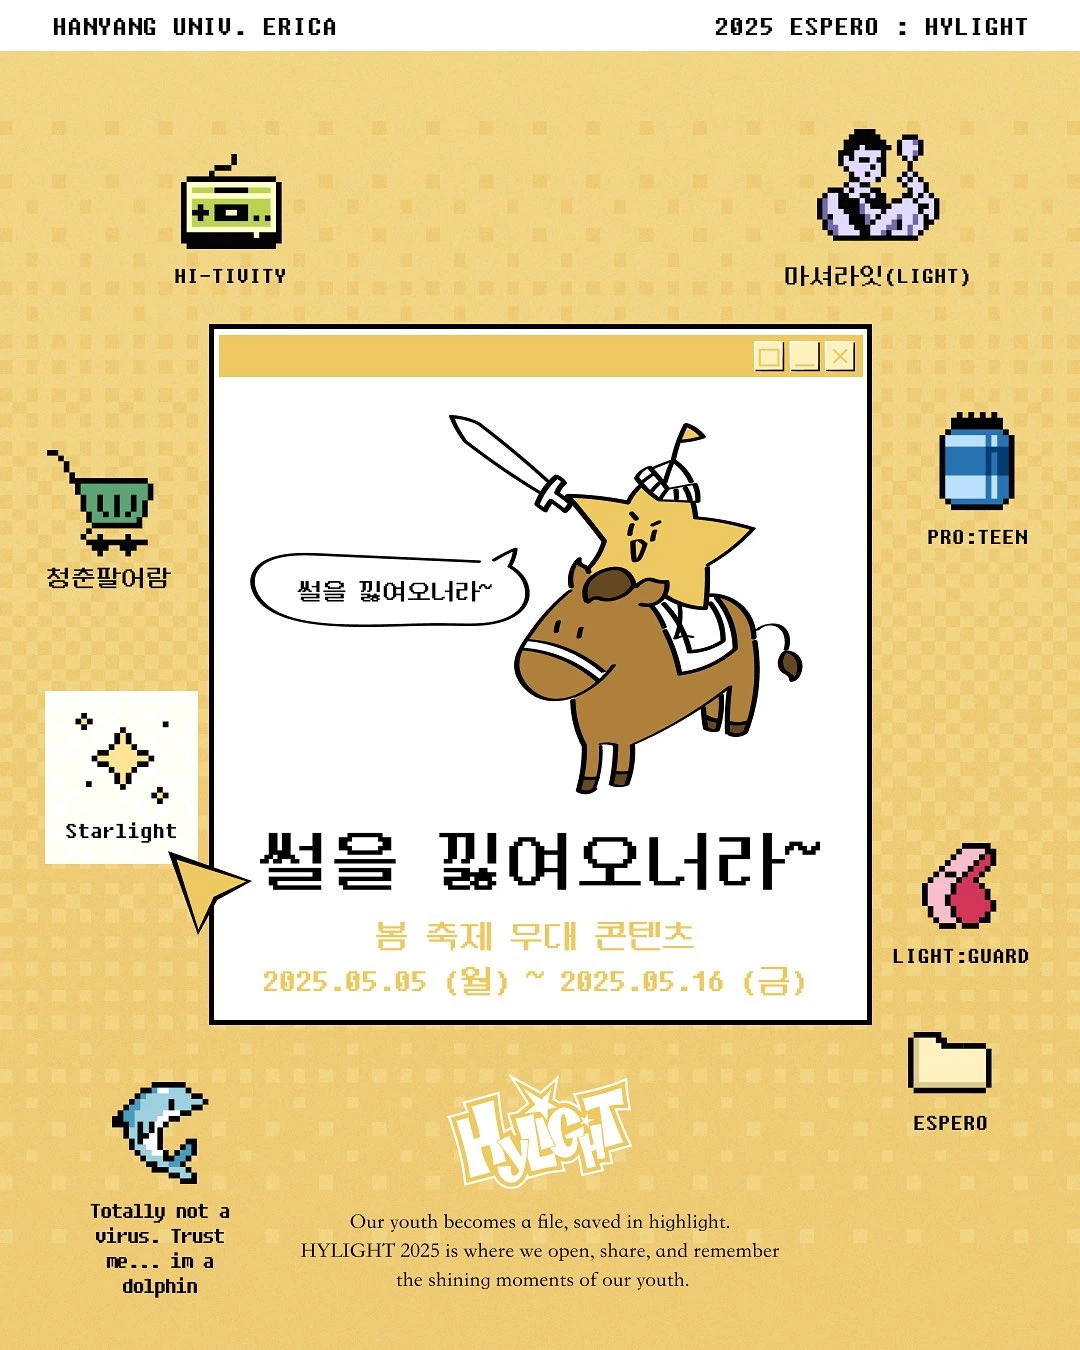 HANYANG UNIV. ERICA
2025 ESPERO : HYLIGHT
HI-TIVITY
마셔라잇(LIGHT)
청춘팔어람
PRO:TEEN
썰을 낋여오너라~
Starlight
썰을 낋여오너라~
봄 축제 무대 콘텐츠
2025.05.05 (월) ~ 2025.05.16 (금)
LIGHT:GUARD
ESPERO
HYLIGHT
Totally not a
virus. Trust
me... im a
dolphin
Our youth becomes a file, saved in highlight.
HYLIGHT 2025 is where we open, share, and remember
the shining moments of our youth.